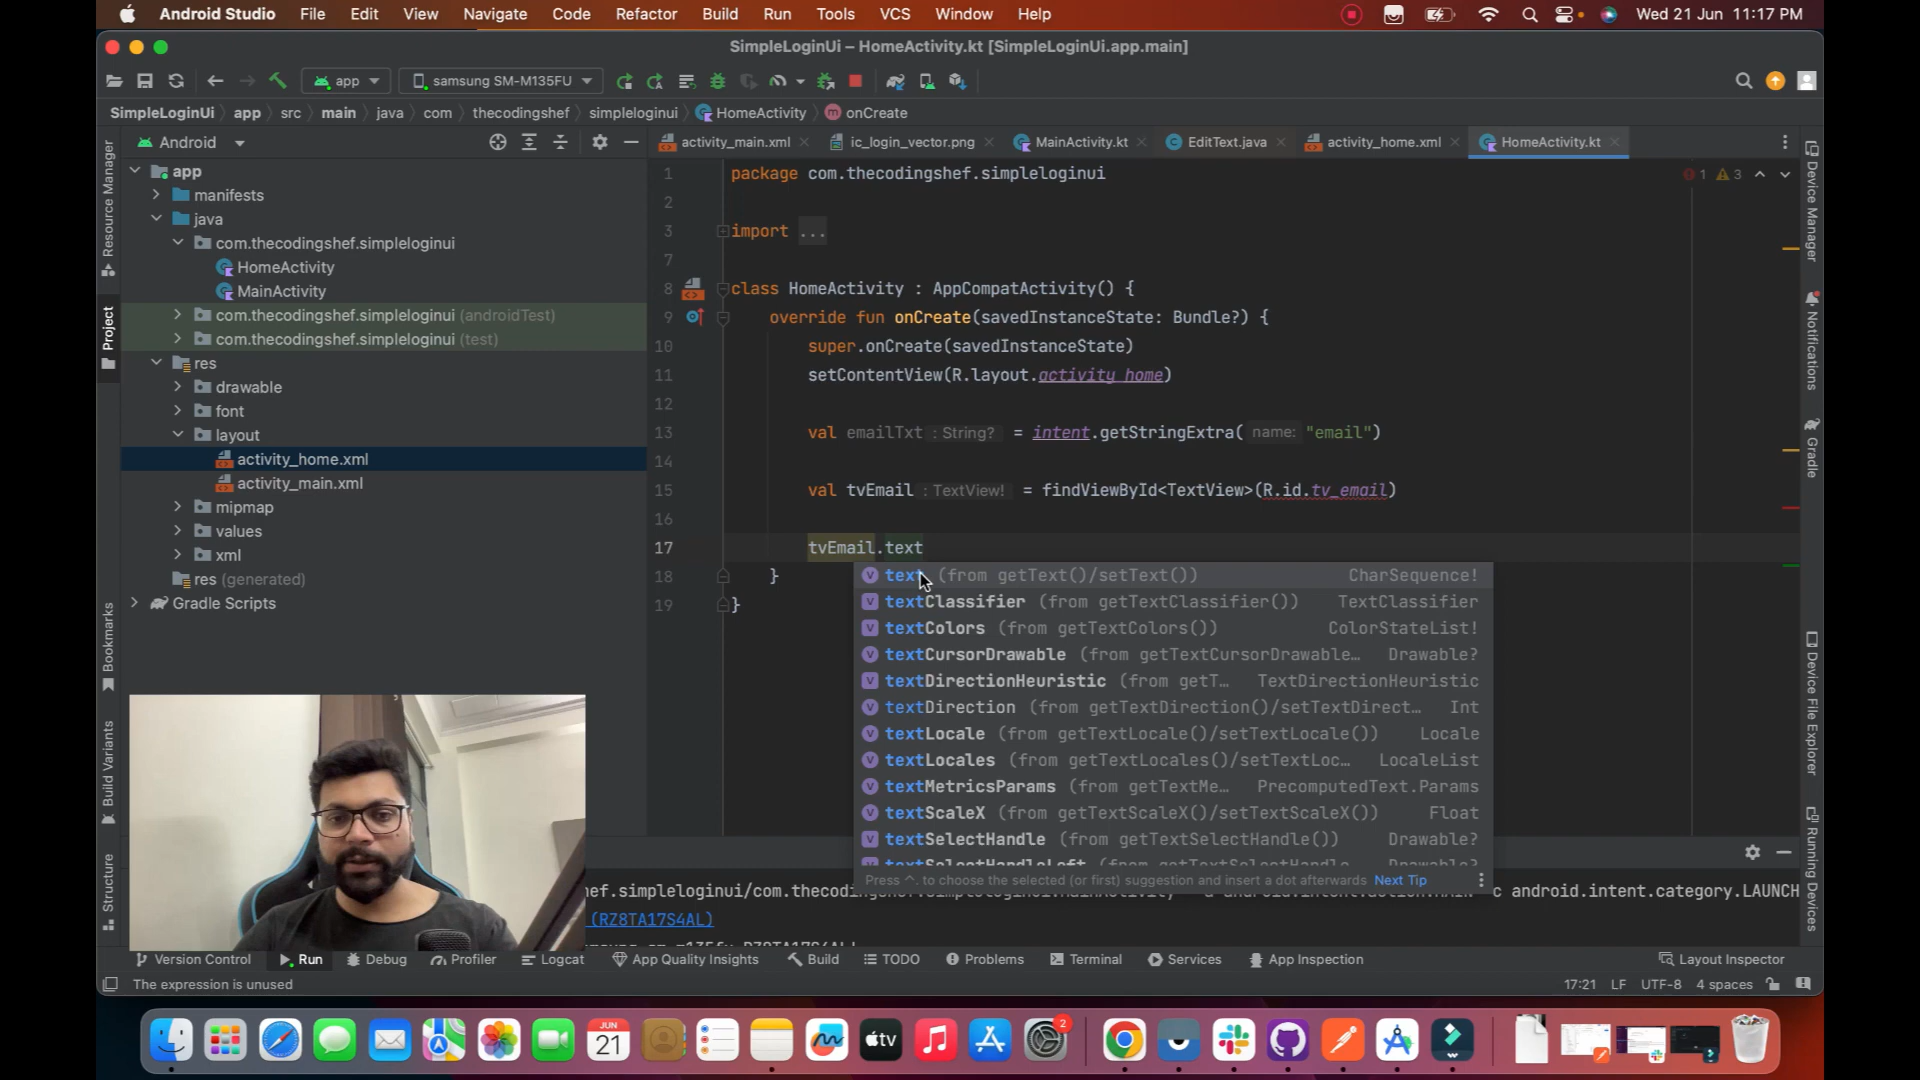 Android Studio File Edit View Navigate Code Refactor Build Run Tools VCS Window Help Wed 21 Jun 11:17 PM
SimpleLoginUi – HomeActivity.kt [SimpleLoginUi.app.main]
app samsung SM-M135FU
SimpleLoginUi app src main java com thecodingshef simpleloginui HomeActivity onCreate
Android
activity_main.xml ic_login_vector.png MainActivity.kt EditText.java activity_home.xml HomeActivity.kt
app
manifests
java
com.thecodingshef.simpleloginui
HomeActivity
MainActivity
com.thecodingshef.simpleloginui (androidTest)
com.thecodingshef.simpleloginui (test)
res
drawable
font
layout
activity_home.xml
activity_main.xml
mipmap
values
xml
res (generated)
Gradle Scripts
Resource Manager
Project
Bookmarks
Build Variants
Structure
1 package com.thecodingshef.simpleloginui
1 3
2
3 import ...
7
8 class HomeActivity : AppCompatActivity() {
9 override fun onCreate(savedInstanceState: Bundle?) {
10 super.onCreate(savedInstanceState)
11 setContentView(R.layout.activity_home)
12
13 val emailTxt : String? = intent.getStringExtra( name: "email")
14
15 val tvEmail : TextView! = findViewById<TextView>(R.id.tv_email)
16
17 tvEmail.text
18 }
19 }
text (from getText()/setText()) CharSequence!
textClassifier (from getTextClassifier()) TextClassifier
textColors (from getTextColors()) ColorStateList!
textCursorDrawable (from getTextCursorDrawable… Drawable?
textDirectionHeuristic (from getT… TextDirectionHeuristic
textDirection (from getTextDirection()/setTextDirect… Int
textLocale (from getTextLocale()/setTextLocale()) Locale
textLocales (from getTextLocales()/setTextLoc… LocaleList
textMetricsParams (from getTextMe… PrecomputedText.Params
textScaleX (from getTextScaleX()/setTextScaleX()) Float
textSelectHandle (from getTextSelectHandle()) Drawable?
Press ^. to choose the selected (or first) suggestion and insert a dot afterwards Next Tip
Device Manager
Notifications
Gradle
Device File Explorer
Running Devices
c android.intent.category.LAUNCH
(RZ8TA17S4AL)
Version Control Run Debug Profiler Logcat App Quality Insights Build TODO Problems Terminal Services App Inspection Layout Inspector
The expression is unused 17:21 LF UTF-8 4 spaces
JUN
21
tv
2